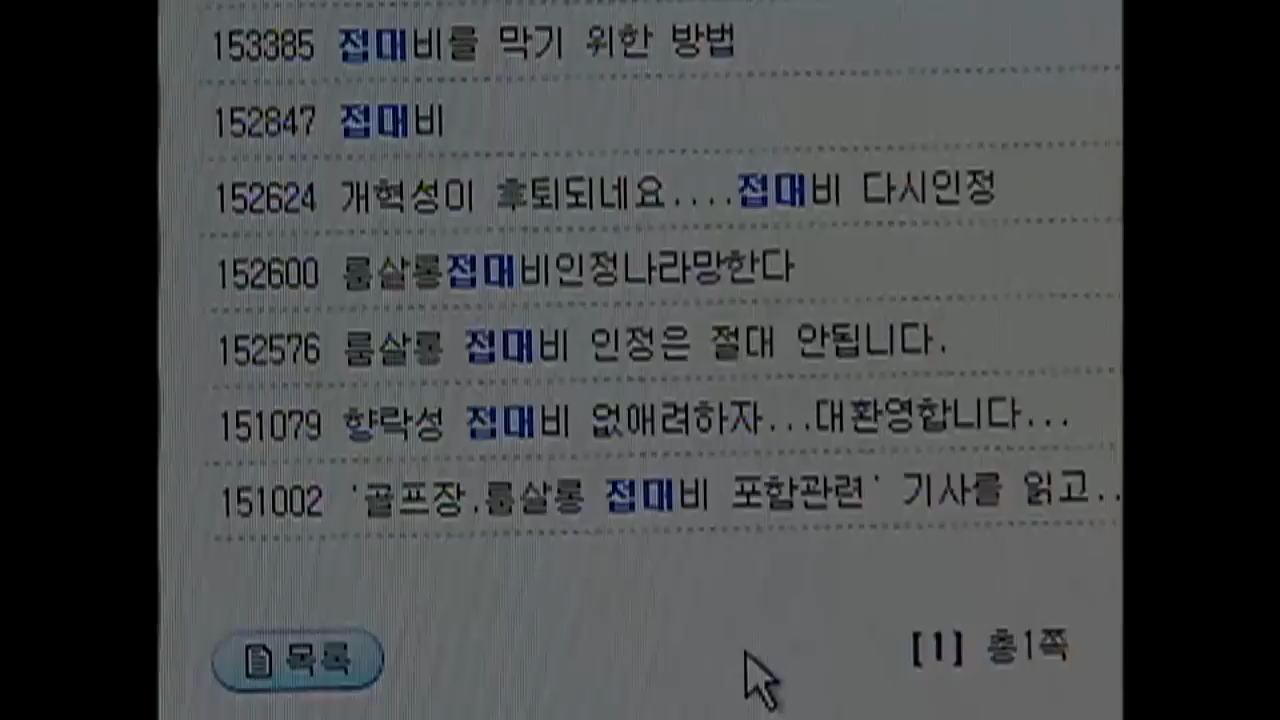 153385 접대비를 막기 위한 방법
152847 접대비
152624 개혁성이 후퇴되네요....접대비 다시인정
152600 룸살롱접대비인정나라망한다
152576 룸살롱 접대비 인정은 절대 안됩니다.
151079 향락성 접대비 없애려하자...대환영합니다...
151002 '골프장.룸살롱 접대비 포함관련' 기사를 읽고..
목록
[1] 총1쪽